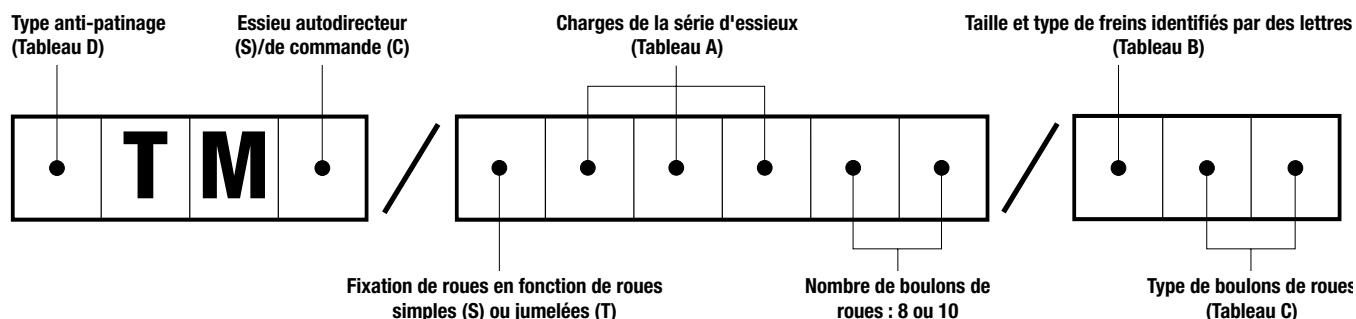 Type anti-patinage
(Tableau D)
Essieu autodirecteur
(S)/de commande (C)
Charges de la série d'essieux
(Tableau A)
Taille et type de freins identifiés par des lettres
(Tableau B)
T M
Fixation de roues en fonction de roues
simples (S) ou jumelées (T)
Nombre de boulons de
roues : 8 ou 10
Type de boulons de roues
(Tableau C)